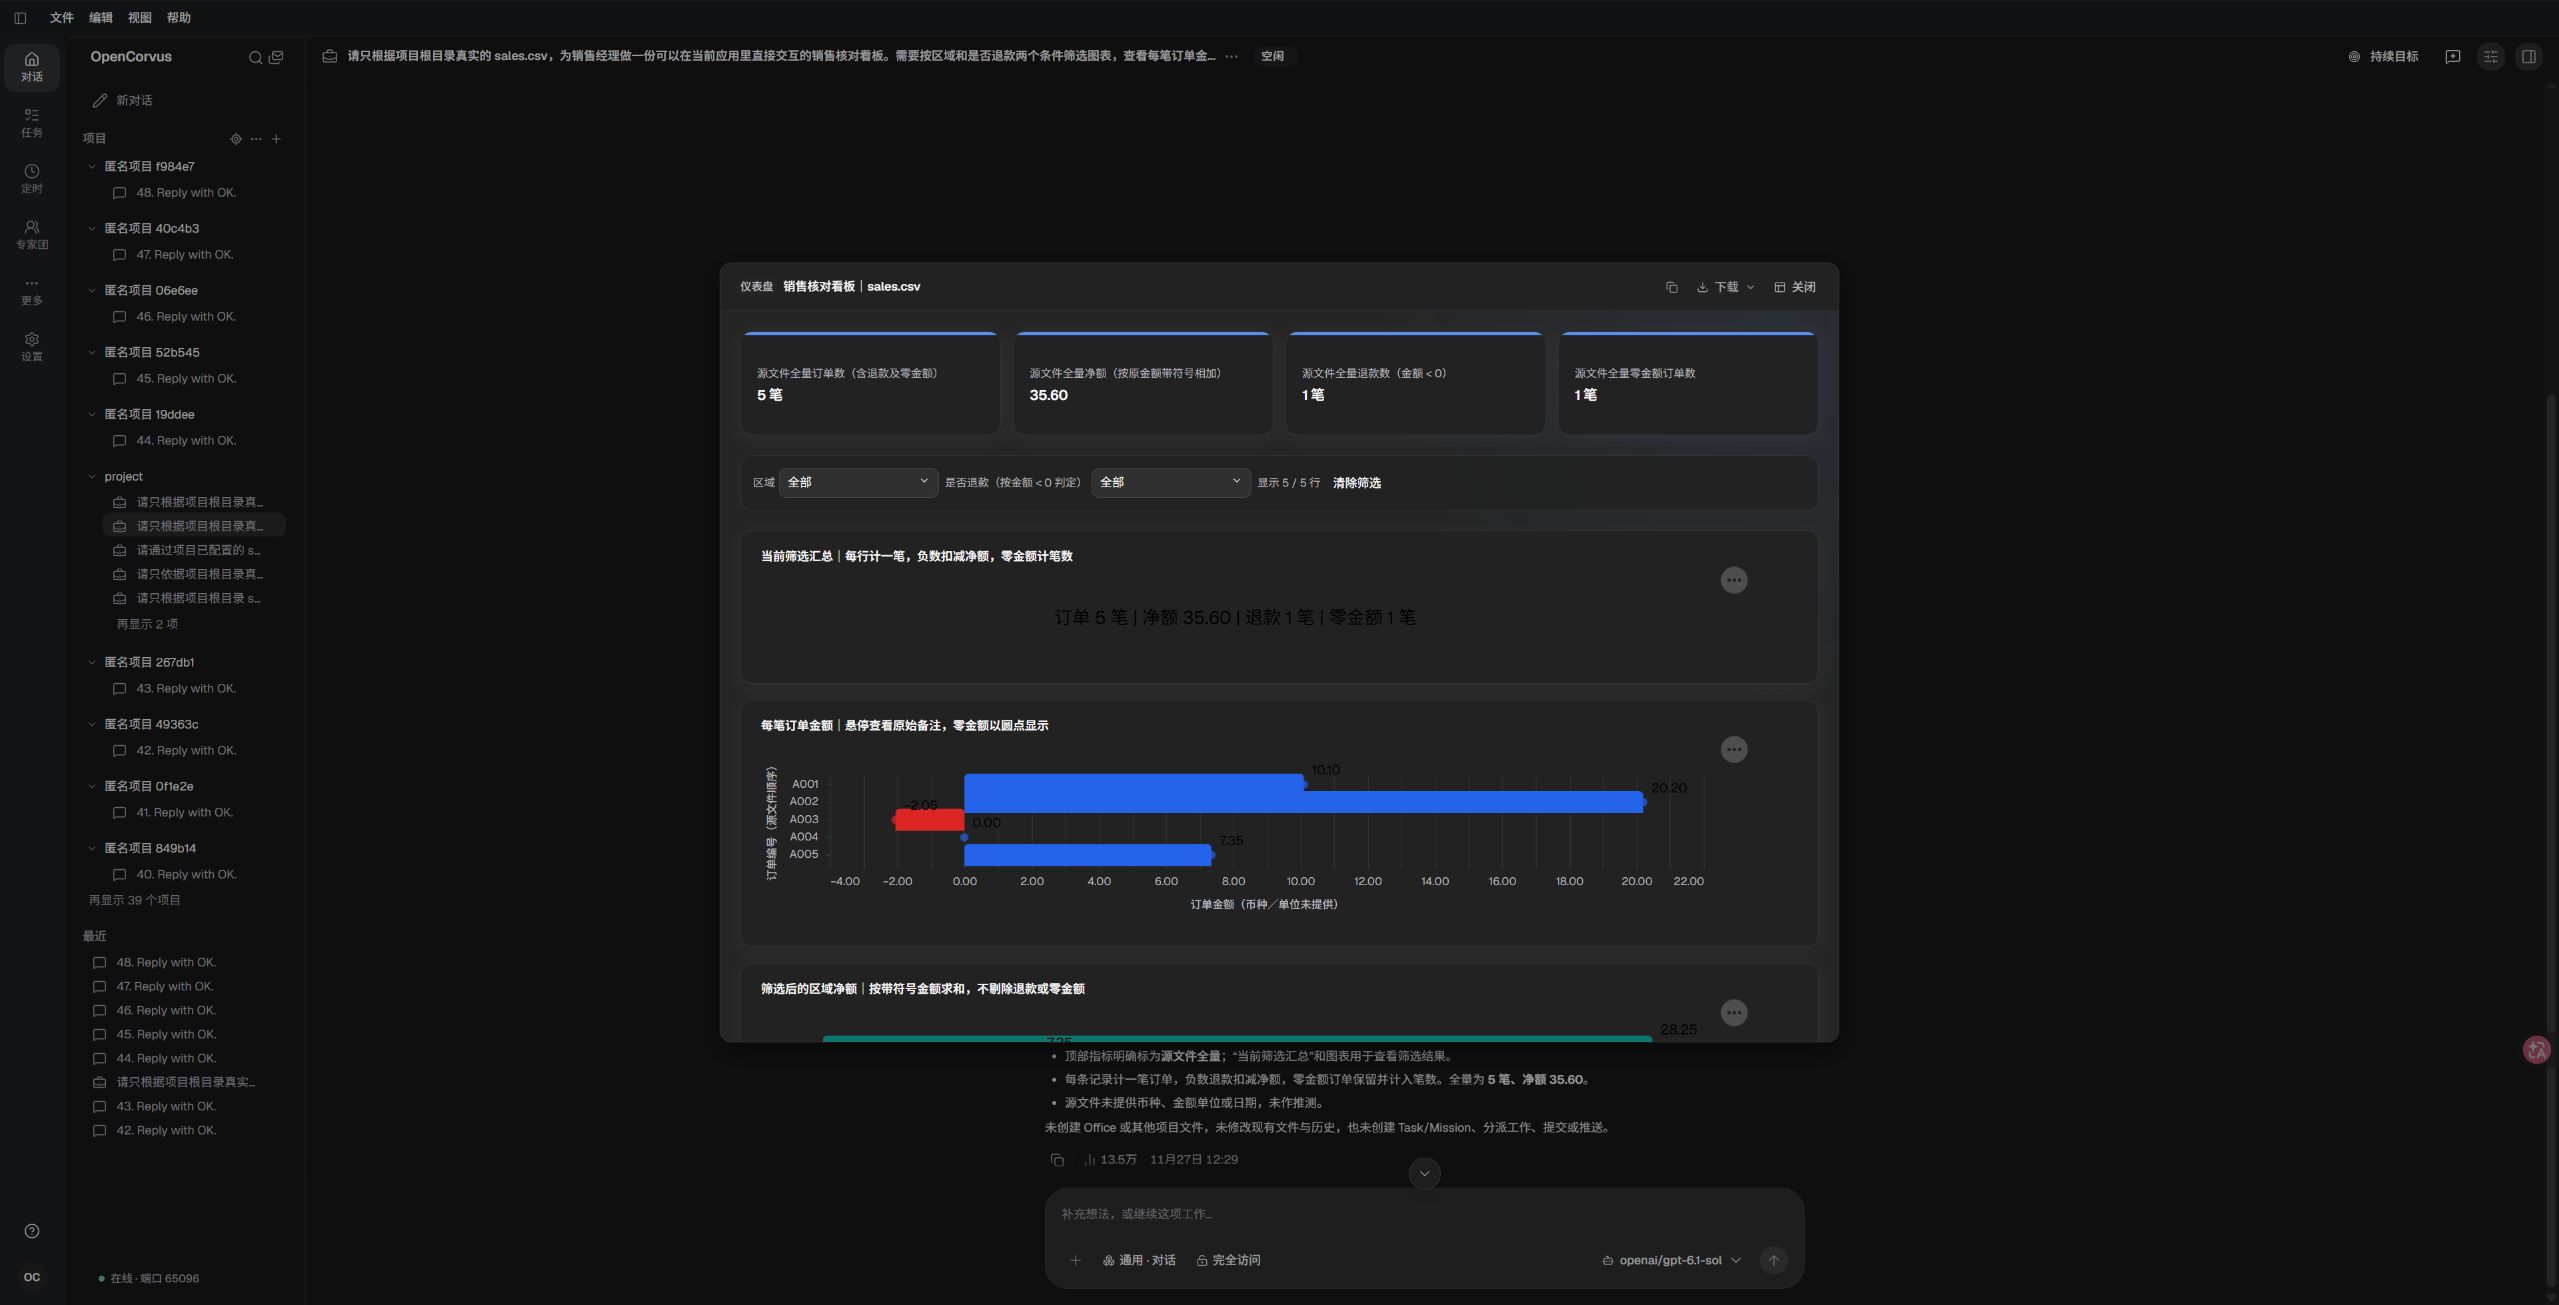 文件 编辑 视图 帮助
对话
任务
定时
专家团
更多
设置
OC
OpenCorvus
新对话
项目
匿名项目 f984e7
48. Reply with OK.
匿名项目 40c4b3
47. Reply with OK.
匿名项目 06e6ee
46. Reply with OK.
匿名项目 52b545
45. Reply with OK.
匿名项目 19ddee
44. Reply with OK.
project
请只根据项目根目录真...
请只根据项目根目录真...
请通过项目已配置的 s...
请只依据项目根目录真...
请只根据项目根目录 s...
再显示 2 项
匿名项目 267db1
43. Reply with OK.
匿名项目 49363c
42. Reply with OK.
匿名项目 0f1e2e
41. Reply with OK.
匿名项目 849b14
40. Reply with OK.
再显示 39 个项目
最近
48. Reply with OK.
47. Reply with OK.
46. Reply with OK.
45. Reply with OK.
44. Reply with OK.
请只根据项目根目录真实...
43. Reply with OK.
42. Reply with OK.
在线 · 端口 65096
请只根据项目根目录真实的 sales.csv，为销售经理做一份可以在当前应用里直接交互的销售核对看板。需要按区域和是否退款两个条件筛选图表，查看每笔订单金... 空闲
持续目标
仪表盘 销售核对看板｜sales.csv
下载 关闭
源文件全量订单数（含退款及零金额）
5 笔
源文件全量净额（按原金额带符号相加）
35.60
源文件全量退款数（金额 < 0）
1 笔
源文件全量零金额订单数
1 笔
区域 全部 是否退款（按金额 < 0 判定） 全部 显示 5 / 5 行 清除筛选
当前筛选汇总｜每行计一笔，负数扣减净额，零金额计笔数
订单 5 笔 | 净额 35.60 | 退款 1 笔 | 零金额 1 笔
每笔订单金额｜悬停查看原始备注，零金额以圆点显示
订单编号（源文件顺序）
A001 10.10
A002 20.20
A003 −2.05
A004 0.00
A005 7.35
−4.00 −2.00 0.00 2.00 4.00 6.00 8.00 10.00 12.00 14.00 16.00 18.00 20.00 22.00
订单金额（币种／单位未提供）
筛选后的区域净额｜按带符号金额求和，不剔除退款或零金额
28.25
7.35
• 顶部指标明确标为源文件全量；“当前筛选汇总”和图表用于查看筛选结果。
• 每条记录计一笔订单，负数退款扣减净额，零金额订单保留并计入笔数。全量为 5 笔、净额 35.60。
• 源文件未提供币种、金额单位或日期，未作推测。
未创建 Office 或其他项目文件，未修改现有文件与历史，也未创建 Task/Mission、分派工作、提交或推送。
13.5万 11月27日 12:29
补充想法，或继续这项工作...
通用 · 对话 完全访问 openai/gpt-6.1-sol